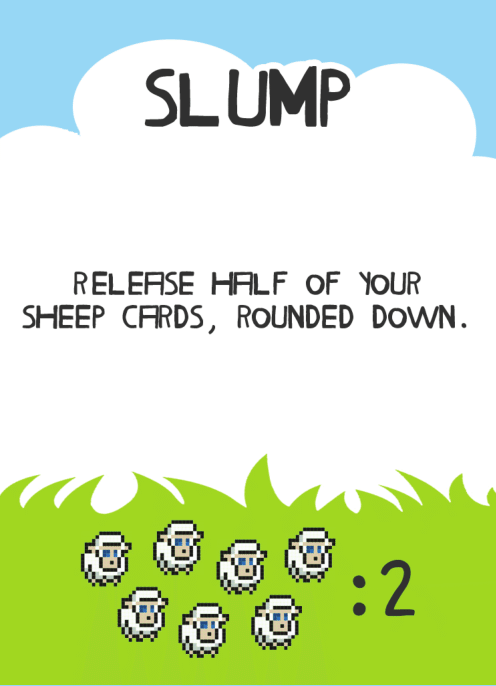 SLUMP
RELEASE HALF OF YOUR
SHEEP CARDS, ROUNDED DOWN.
:2